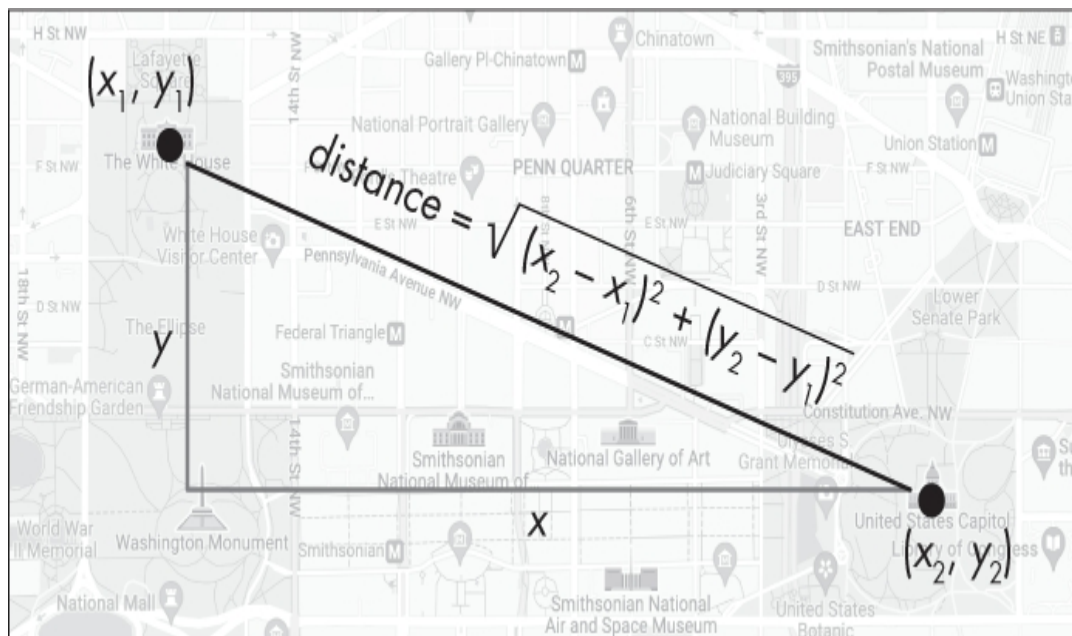 H St NW
Lafayette
Square
(x₁, y₁)
14th St NW
Gallery Pl-Chinatown M
Chinatown
395
Smithsonian's National
Postal Museum
H St NE
Washington
Union Sta
F St NW
The White House
National Portrait Gallery
National Building
Museum
Union Station M
PENN QUARTER
M Judiciary Square
F St NW
Theatre
distance = √(x₂ − x₁)² + (y₂ − y₁)²
E St NW
6th St NW
E St NW
3rd St NW
EAST END
White House
Visitor Center
Pennsylvania Avenue NW
18th St NW
D St NW
D St NW
Lower
Senate Park
The Ellipse
y
Federal Triangle M
C St NW
German-American
Friendship Garden
Smithsonian
National Museum of...
Constitution Ave. NW
14th St NW
Smithsonian
National Museum of
National Gallery of Art
Ulysses S
Grant Memorial
World War
II Memorial
Washington Monument
Smithsonian M
x
United States Capitol
Library of Congress
(x₂, y₂)
National Mall
Smithsonian National
Air and Space Museum
United States
Botanic